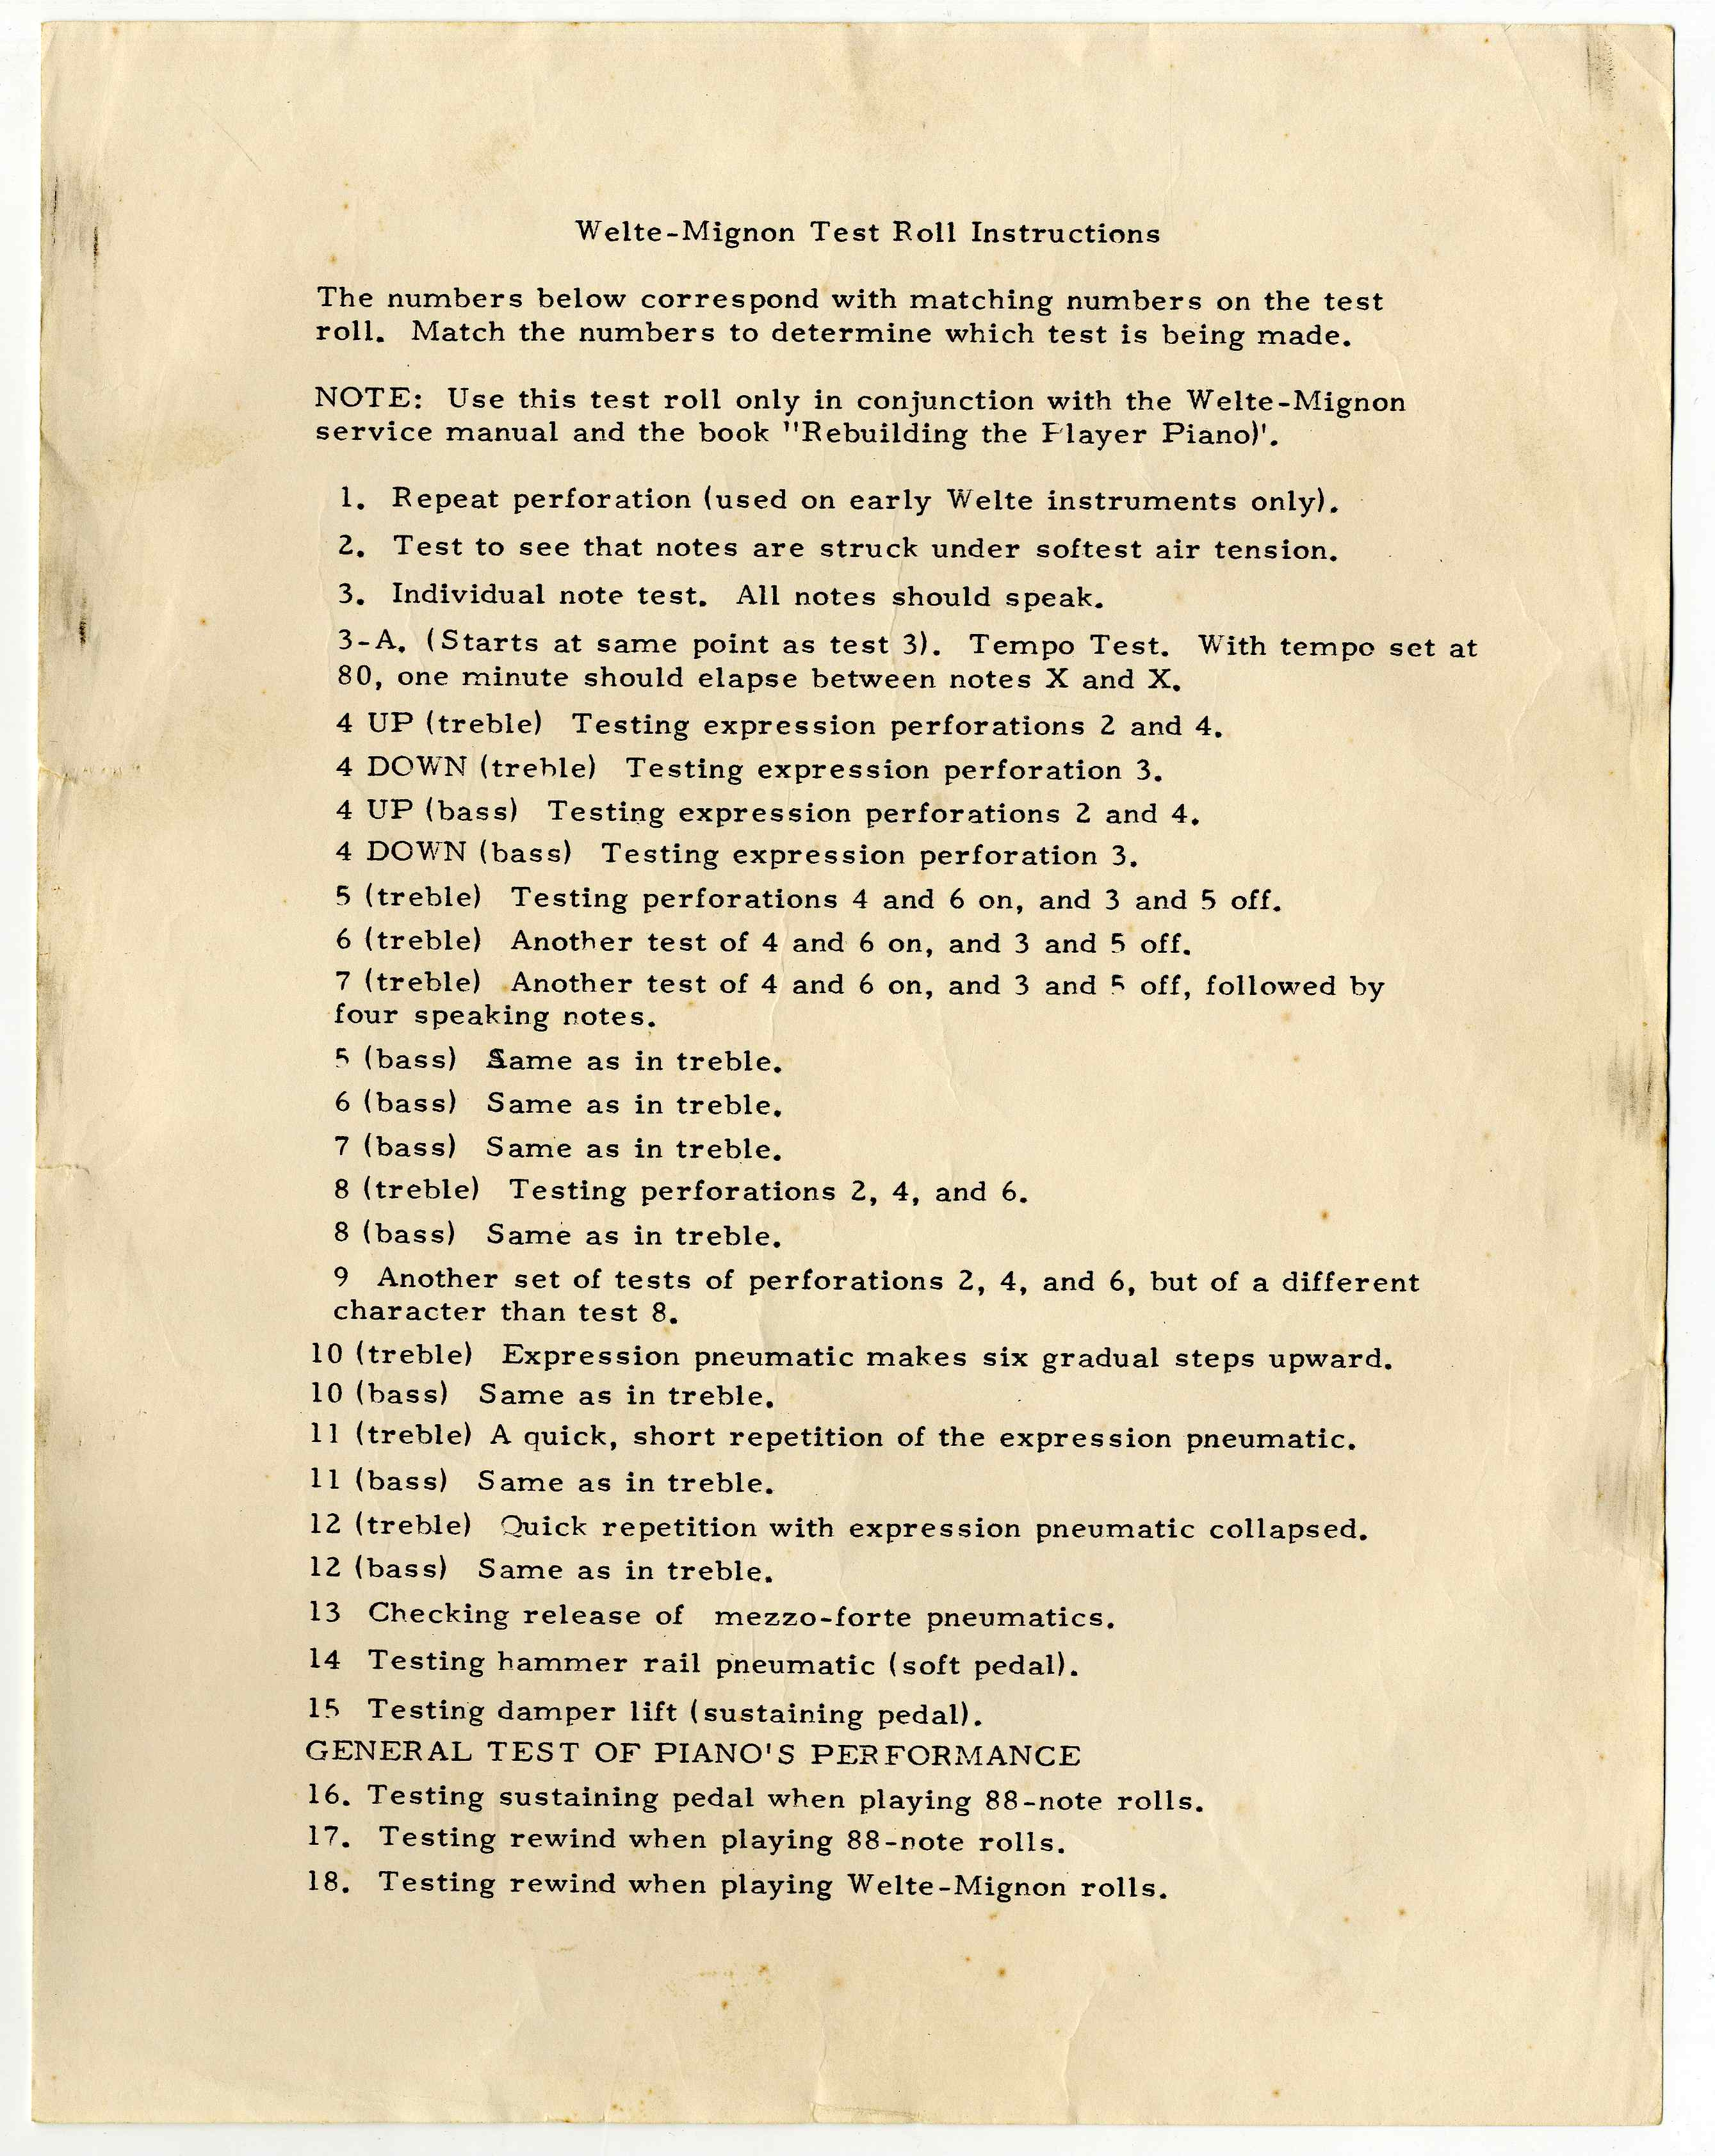 Welte-Mignon Test Roll Instructions
The numbers below correspond with matching numbers on the test
roll. Match the numbers to determine which test is being made.
NOTE: Use this test roll only in conjunction with the Welte-Mignon
service manual and the book "Rebuilding the Player Piano)'.
1. Repeat perforation (used on early Welte instruments only).
2. Test to see that notes are struck under softest air tension.
3. Individual note test. All notes should speak.
3-A. (Starts at same point as test 3). Tempo Test. With tempo set at
80, one minute should elapse between notes X and X.
4 UP (treble) Testing expression perforations 2 and 4.
4 DOWN (treble) Testing expression perforation 3.
4 UP (bass) Testing expression perforations 2 and 4.
4 DOWN (bass) Testing expression perforation 3.
5 (treble) Testing perforations 4 and 6 on, and 3 and 5 off.
6 (treble) Another test of 4 and 6 on, and 3 and 5 off.
7 (treble) Another test of 4 and 6 on, and 3 and 5 off, followed by
four speaking notes.
5 (bass) Same as in treble.
6 (bass) Same as in treble.
7 (bass) Same as in treble.
8 (treble) Testing perforations 2, 4, and 6.
8 (bass) Same as in treble.
9 Another set of tests of perforations 2, 4, and 6, but of a different
character than test 8.
10 (treble) Expression pneumatic makes six gradual steps upward.
10 (bass) Same as in treble.
11 (treble) A quick, short repetition of the expression pneumatic.
11 (bass) Same as in treble.
12 (treble) Quick repetition with expression pneumatic collapsed.
12 (bass) Same as in treble.
13 Checking release of mezzo-forte pneumatics.
14 Testing hammer rail pneumatic (soft pedal).
15 Testing damper lift (sustaining pedal).
GENERAL TEST OF PIANO'S PERFORMANCE
16. Testing sustaining pedal when playing 88-note rolls.
17. Testing rewind when playing 88-note rolls.
18. Testing rewind when playing Welte-Mignon rolls.